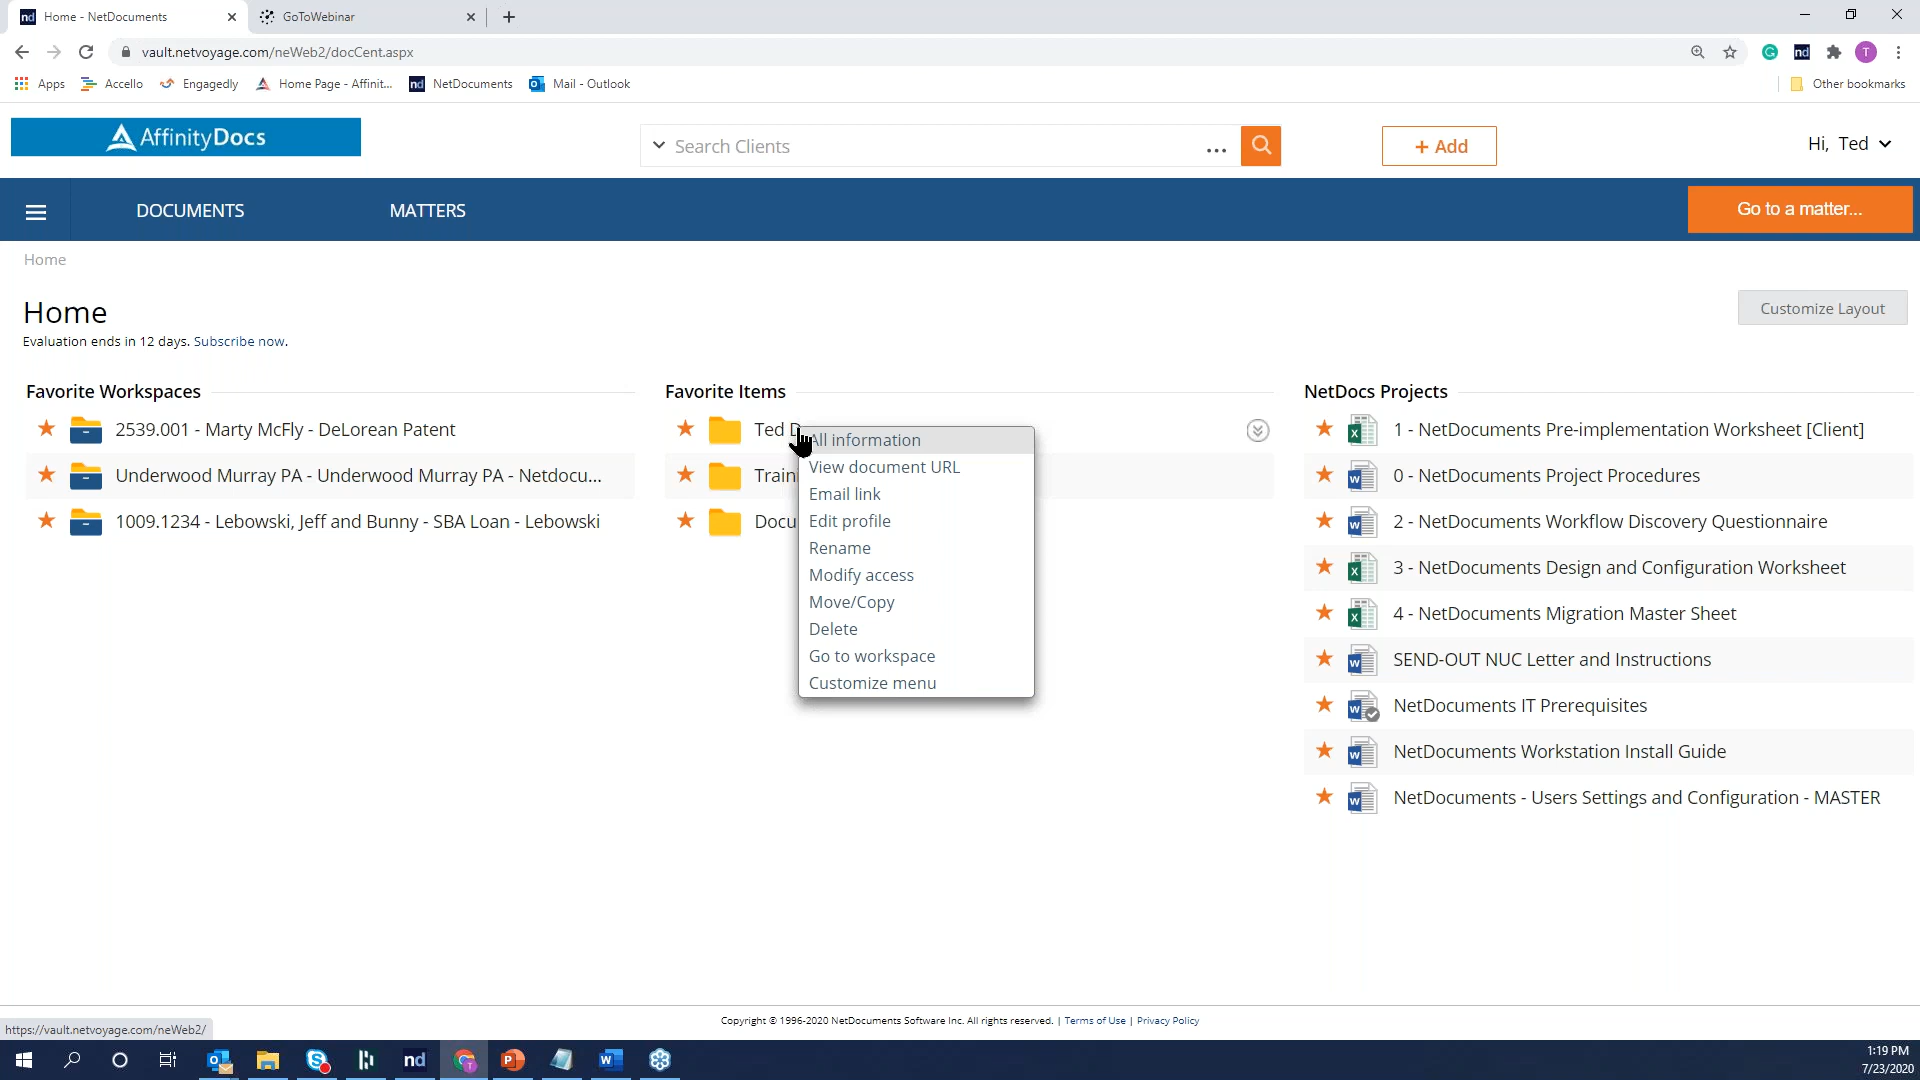 Home - NetDocuments
GoToWebinar
vault.netvoyage.com/neWeb2/docCent.aspx
T
Apps
Accello
Engagedly
Home Page - Affinit...
nd NetDocuments
Mail - Outlook
Other bookmarks
AffinityDocs
Search Clients
...
+ Add
Hi, Ted
DOCUMENTS
MATTERS
Go to a matter...
Home
Home
Customize Layout
Evaluation ends in 12 days. Subscribe now.
Favorite Workspaces
2539.001 - Marty McFly - DeLorean Patent
Underwood Murray PA - Underwood Murray PA - Netdocu...
1009.1234 - Lebowski, Jeff and Bunny - SBA Loan - Lebowski
Favorite Items
Ted
All information
View document URL
Email link
Edit profile
Rename
Modify access
Move/Copy
Delete
Go to workspace
Customize menu
NetDocs Projects
1 - NetDocuments Pre-implementation Worksheet [Client]
0 - NetDocuments Project Procedures
2 - NetDocuments Workflow Discovery Questionnaire
3 - NetDocuments Design and Configuration Worksheet
4 - NetDocuments Migration Master Sheet
SEND-OUT NUC Letter and Instructions
NetDocuments IT Prerequisites
NetDocuments Workstation Install Guide
NetDocuments - Users Settings and Configuration - MASTER
Copyright © 1996-2020 NetDocuments Software Inc. All rights reserved. | Terms of Use | Privacy Policy
https://vault.netvoyage.com/neWeb2/
nd
1:19 PM
7/23/2020